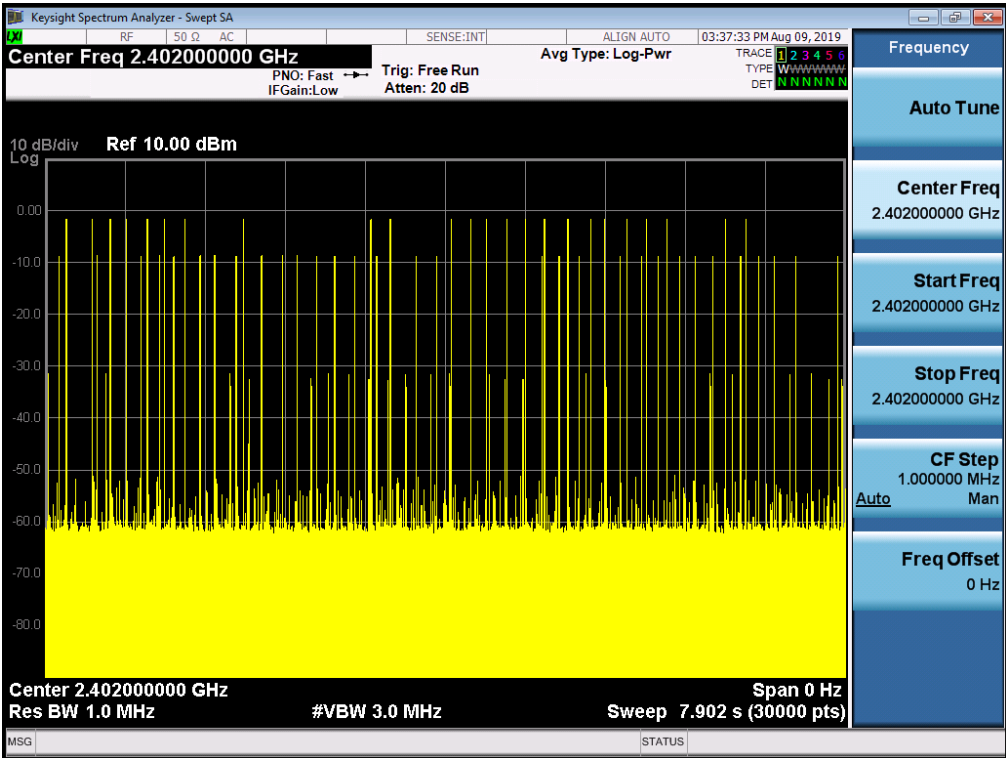 Keysight Spectrum Analyzer - Swept SA
LXI RF 50 Ω AC SENSE:INT ALIGN AUTO 03:37:33 PM Aug 09, 2019
Center Freq 2.402000000 GHz
PNO: Fast
IFGain:Low
Trig: Free Run
Atten: 20 dB
Avg Type: Log-Pwr
TRACE 1 2 3 4 5 6
TYPE WWWWWW
DET N N N N N N
10 dB/div Ref 10.00 dBm
Log
0.00
-10.0
-20.0
-30.0
-40.0
-50.0
-60.0
-70.0
-80.0
Center 2.402000000 GHz Span 0 Hz
Res BW 1.0 MHz #VBW 3.0 MHz Sweep 7.902 s (30000 pts)
MSG STATUS
Frequency
Auto Tune
Center Freq
2.402000000 GHz
Start Freq
2.402000000 GHz
Stop Freq
2.402000000 GHz
CF Step
1.000000 MHz
Auto Man
Freq Offset
0 Hz